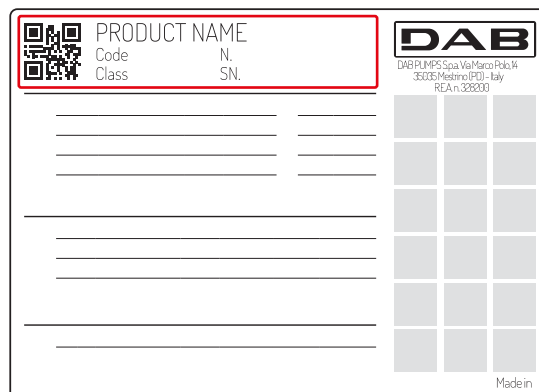 PRODUCT NAME
Code N.
Class SN.
DAB
DAB PUMPS S.p.a. Via Marco Polo, 14
35035 Mestrino (PD) - Italy
R.E.A. n. 328200
Made in